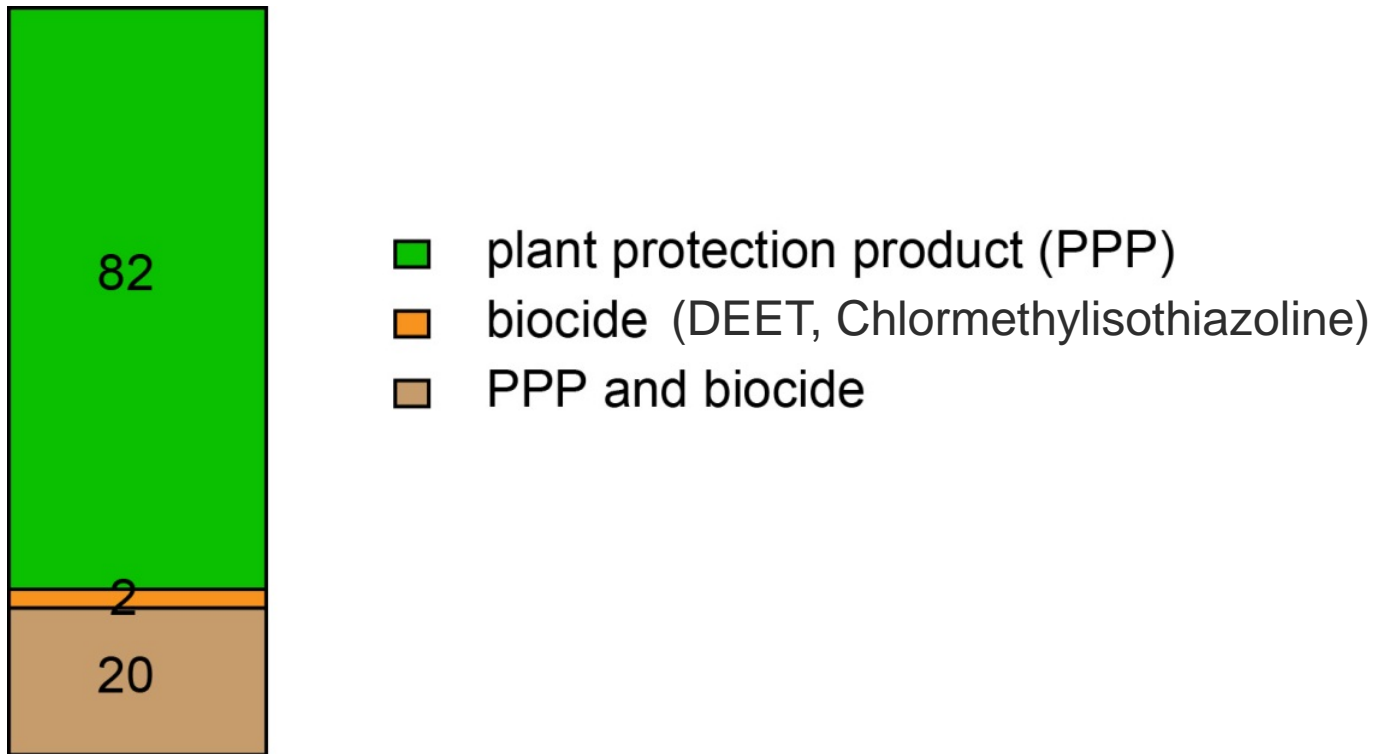 82
plant protection product (PPP)
biocide (DEET, Chlormethylisothiazoline)
PPP and biocide
2
20